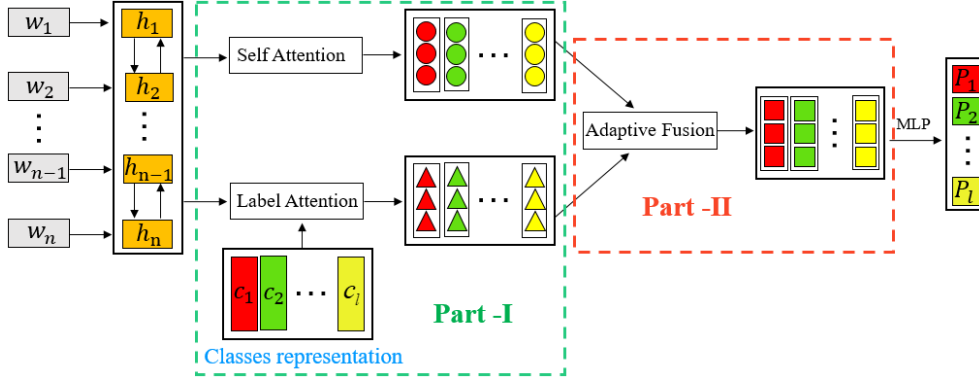 w₁
w₂
⋮
wₙ₋₁
wₙ
h₁
h₂
⋮
hₙ₋₁
hₙ
Self Attention
Label Attention
c₁ c₂ ··· cₗ
Classes representation
Part -I
···
···
Adaptive Fusion
Part -II
⋮
MLP
P₁
P₂
⋮
Pₗ